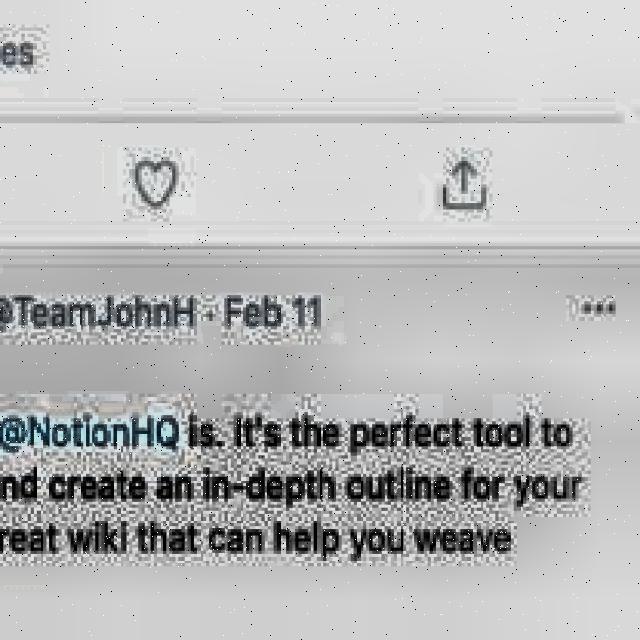 es
@TeamJohnH · Feb 11
@NotionHQ is. It's the perfect tool to
nd create an in-depth outline for your
reat wiki that can help you weave